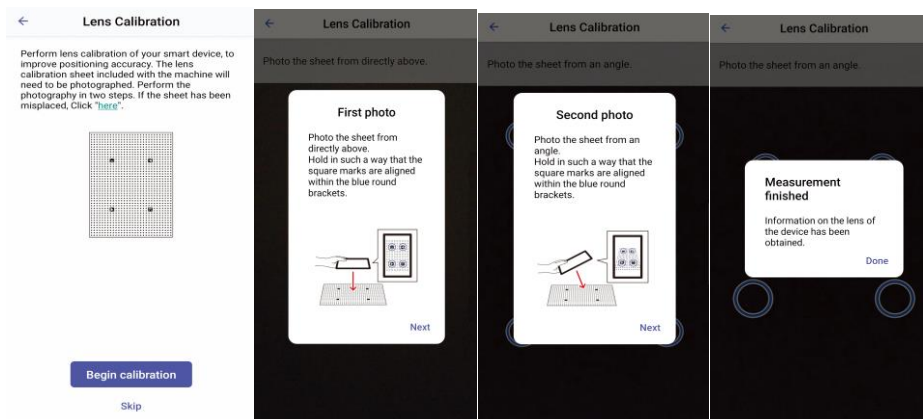 Lens Calibration
Perform lens calibration of your smart device, to
improve positioning accuracy. The lens
calibration sheet included with the machine will
need to be photographed. Perform the
photography in two steps. If the sheet has been
misplaced, Click "here".
Begin calibration
Skip
Lens Calibration
Photo the sheet from directly above.
First photo
Photo the sheet from
directly above.
Hold in such a way that the
square marks are aligned
within the blue round
brackets.
Next
Lens Calibration
Photo the sheet from an angle.
Second photo
Photo the sheet from an
angle.
Hold in such a way that the
square marks are aligned
within the blue round
brackets.
Next
Lens Calibration
Photo the sheet from an angle.
Measurement
finished
Information on the lens of
the device has been
obtained.
Done